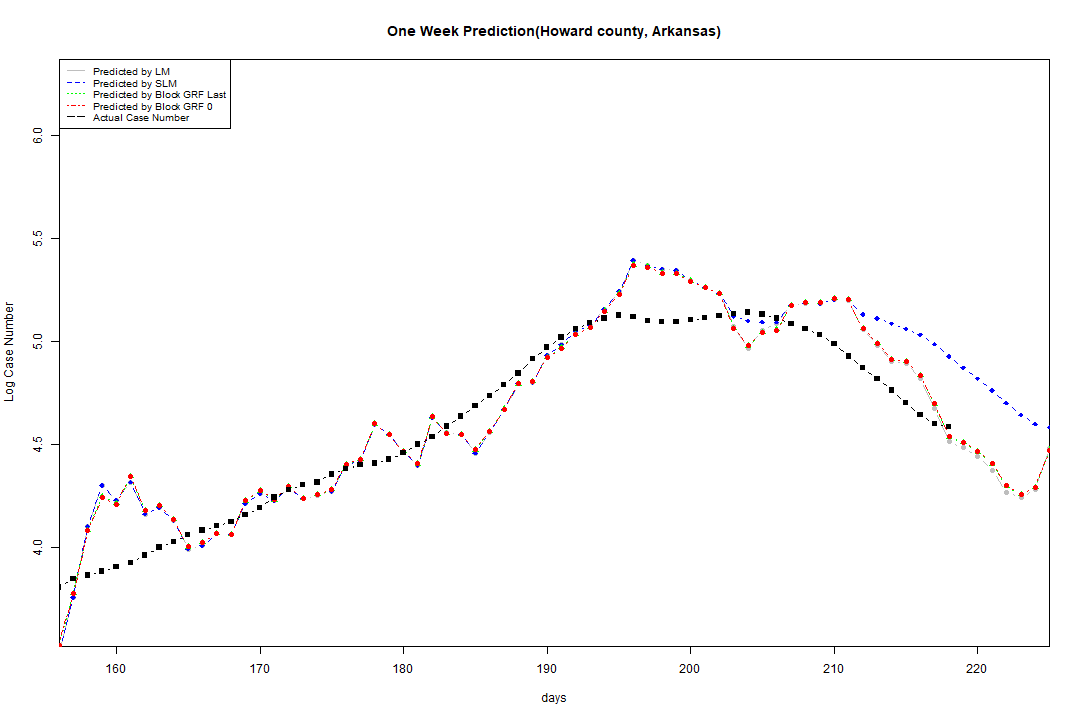 One Week Prediction(Howard county, Arkansas)
Predicted by LM
Predicted by SLM
Predicted by Block GRF Last
Predicted by Block GRF 0
Actual Case Number
6.0
5.5
5.0
4.5
4.0
Log Case Number
160 170 180 190 200 210 220
days